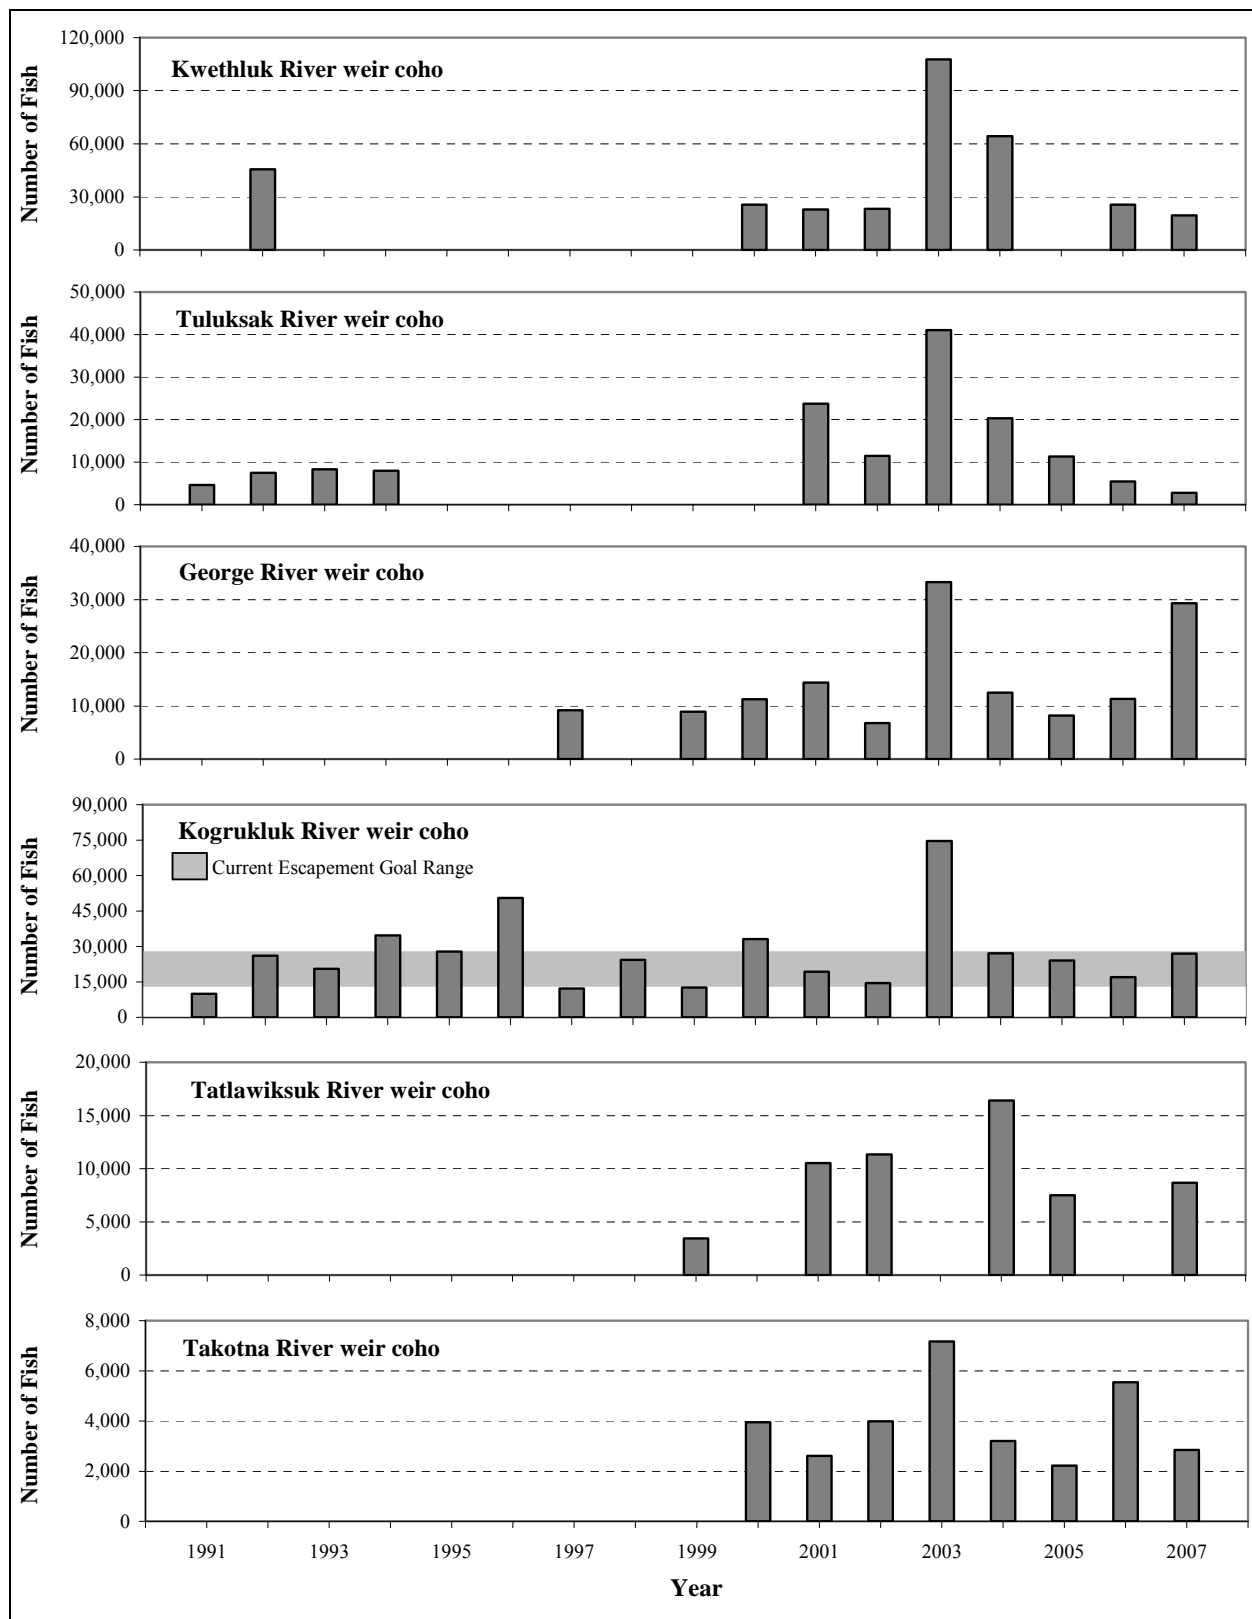 Number of Fish
120,000
90,000
60,000
30,000
0
Kwethluk River weir coho
Number of Fish
50,000
40,000
30,000
20,000
10,000
0
Tuluksak River weir coho
Number of Fish
40,000
30,000
20,000
10,000
0
George River weir coho
Number of Fish
90,000
75,000
60,000
45,000
30,000
15,000
0
Kogrukluk River weir coho
Current Escapement Goal Range
Number of Fish
20,000
15,000
10,000
5,000
0
Tatlawiksuk River weir coho
Number of Fish
8,000
6,000
4,000
2,000
0
Takotna River weir coho
1991 1993 1995 1997 1999 2001 2003 2005 2007
Year